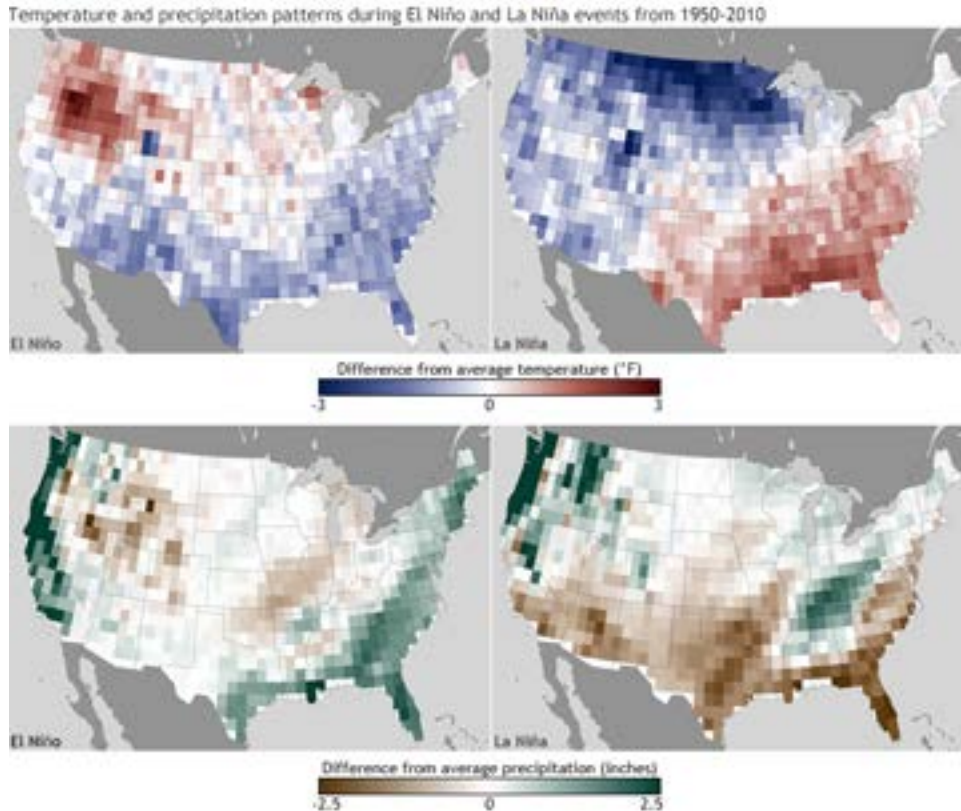 Temperature and precipitation patterns during El Niño and La Niña events from 1950-2010
El Niño
La Niña
Difference from average temperature (°F)
-3 0 3
El Niño
La Niña
Difference from average precipitation (inches)
-2.5 0 2.5